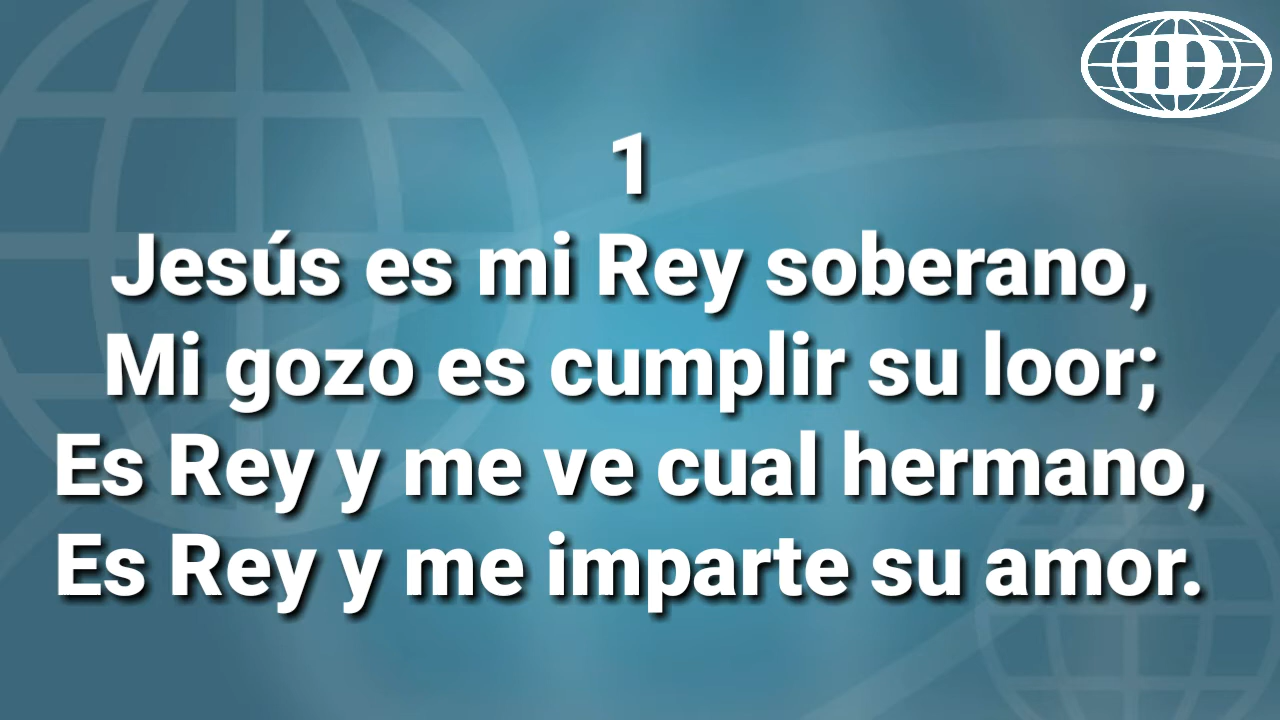 ID
1
Jesús es mi Rey soberano,
Mi gozo es cumplir su loor;
Es Rey y me ve cual hermano,
Es Rey y me imparte su amor.